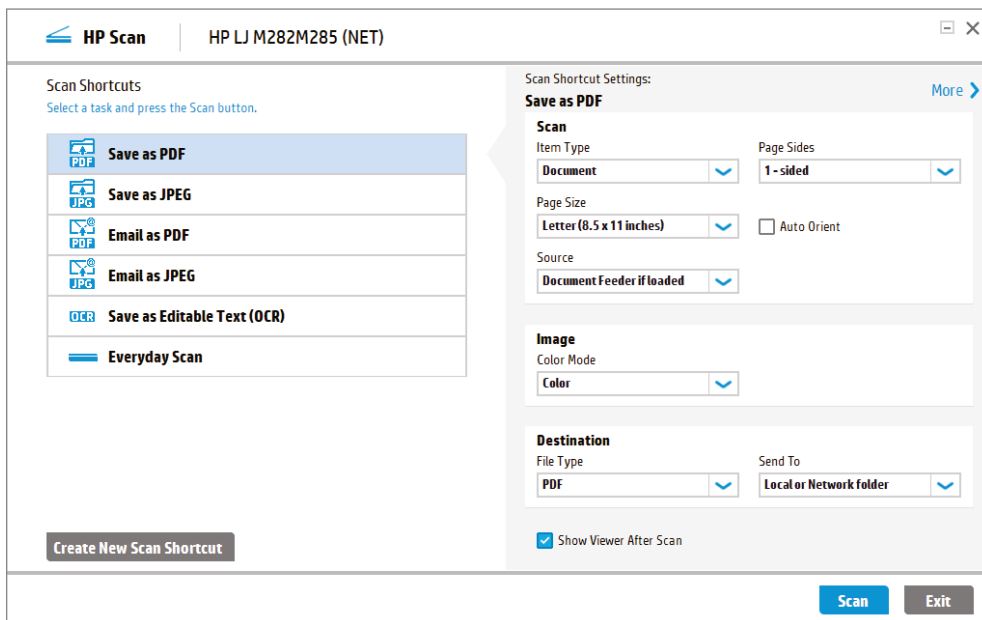 HP Scan HP LJ M282M285 (NET)
Scan Shortcuts
Select a task and press the Scan button.
PDF Save as PDF
JPG Save as JPEG
@ PDF Email as PDF
@ JPG Email as JPEG
OCR Save as Editable Text (OCR)
Everyday Scan
Create New Scan Shortcut
Scan Shortcut Settings:
Save as PDF
More
Scan
Item Type Page Sides
Document 1 - sided
Page Size
Letter (8.5 x 11 inches) Auto Orient
Source
Document Feeder if loaded
Image
Color Mode
Color
Destination
File Type Send To
PDF Local or Network folder
Show Viewer After Scan
Scan Exit